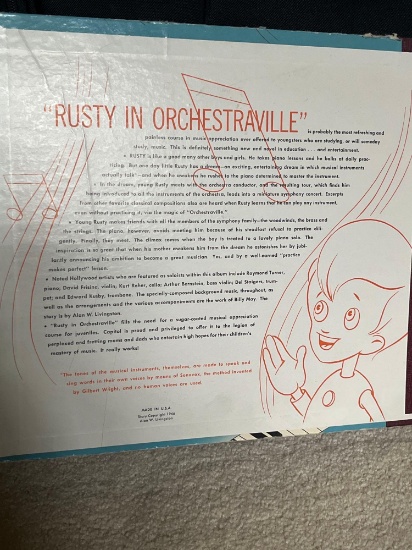 "RUSTY IN ORCHESTRAVILLE"
is probably the most refreshing and
painless course in music appreciation ever offered to youngsters who are studying, or will someday
study, music. This is definitely something new and novel in education . . . and entertainment.
• RUSTY is like a good many other boys and girls. He takes piano lessons and he balks at daily prac-
ticing. But one day little Rusty has a dream—an exciting, entertaining dream in which musical instruments
actually talk!—and when he awakens he rushes to the piano determined to master the instrument.
In the dream, young Rusty meets with the orchestra conductor, and the resulting tour, which finds him
being introduced to all the instruments of the orchestra, leads into a miniature symphony concert. Excerpts
from other favorite classical compositions also are heard when Rusty learns that he can play any instrument,
even without practicing it, via the magic of "Orchestraville."
• Young Rusty makes friends with all the members of the symphony family—the woodwinds, the brass and
the strings. The piano, however, avoids meeting him because of his steadfast refusal to practice dili-
gently. Finally, they meet. The climax comes when the boy is treated to a lovely piano solo. The
inspiration is so great that when his mother awakens him from the dream he astonishes her by jubi-
lantly announcing his ambition to become a great musician. Yes, and by a well-learned "practice
makes perfect" lesson.
• Noted Hollywood artists who are featured as soloists within this album include Raymond Turner,
piano; David Frisina, violin; Kurt Reher, cello; Arthur Bernstein, bass violin; Dal Staigers, trum-
pet; and Edward Kusby, trombone. The specially-composed background music, throughout, as
well as the arrangements and the various accompaniments are the work of Billy May. The
story is by Alan W. Livingston.
• "Rusty in Orchestraville" fills the need for a sugar-coated musical appreciation
course for juveniles. Capitol is proud and privileged to offer it to the legion of
perplexed and fretting moms and dads who entertain high hopes for their children's
mastery of music. It really works!
*The tones of the musical instruments, themselves, are made to speak and
sing words in their own voices by means of Sonovox, the method invented
by Gilbert Wright, and no human voices are used.
MADE IN U.S.A.
Story Copyright 1946
Alan W. Livingston